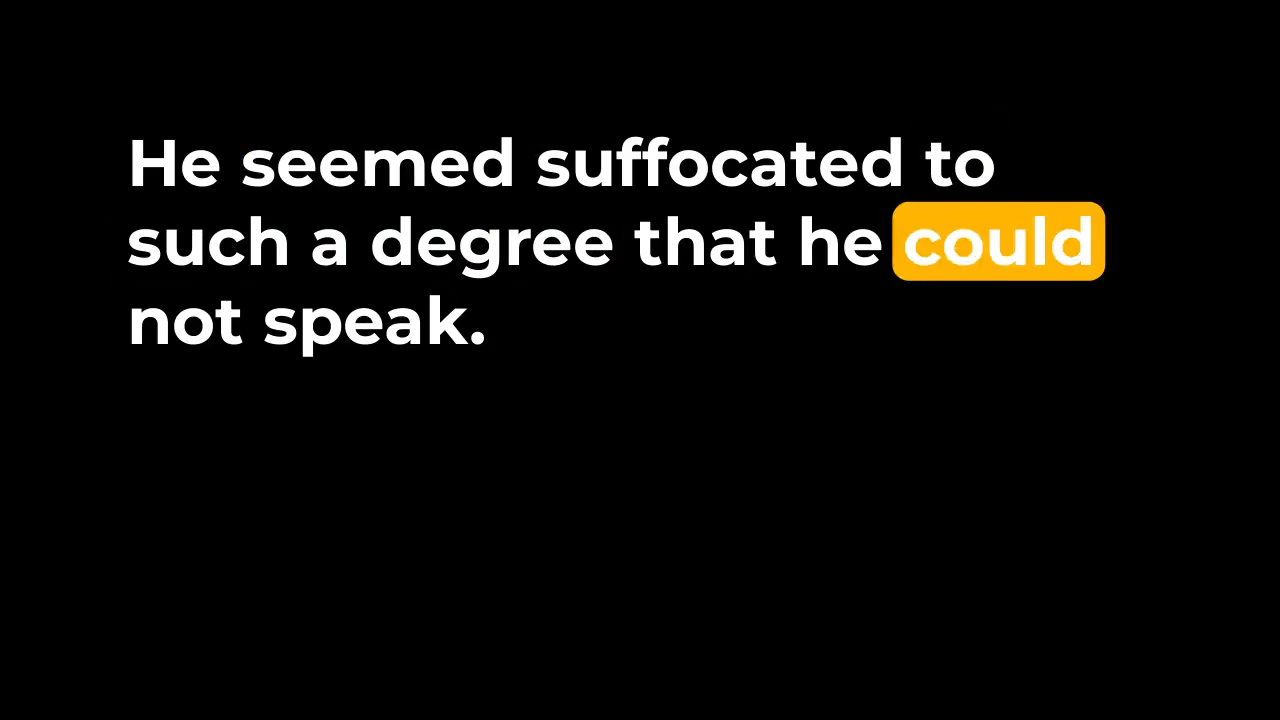 He seemed suffocated to
such a degree that he could
not speak.